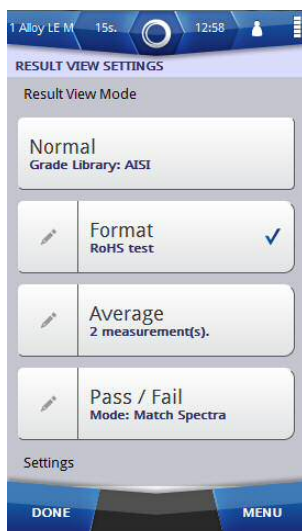 1 Alloy LE M 15s. 12:58
RESULT VIEW SETTINGS
Result View Mode
Normal
Grade Library: AISI
Format
RoHS test
Average
2 measurement(s).
Pass / Fail
Mode: Match Spectra
Settings
DONE MENU